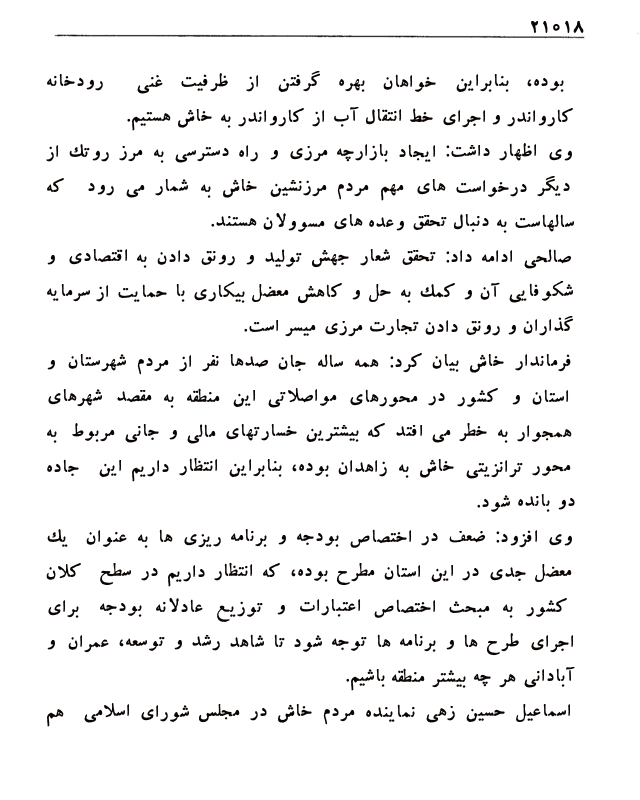 ۲۱۰۱۸
بوده، بنابراین خواهان بهره گرفتن از ظرفیت غنی رودخانه
کارواندر و اجرای خط انتقال آب از کارواندر به خاش هستیم.
وی اظهار داشت: ایجاد بازارچه مرزی و راه دسترسی به مرز روتك از
دیگر درخواست های مهم مردم مرزنشین خاش به شمار می رود که
سالهاست به دنبال تحقق وعده های مسوولان هستند.
صالحی ادامه داد: تحقق شعار جهش تولید و رونق دادن به اقتصادی و
شکوفایی آن و کمك به حل و کاهش معضل بیکاری با حمایت از سرمایه
گذاران و رونق دادن تجارت مرزی میسر است.
فرماندار خاش بیان کرد: همه ساله جان صدها نفر از مردم شهرستان و
استان و کشور در محورهای مواصلاتی این منطقه به مقصد شهرهای
همجوار به خطر می افتد که بیشترین خسارتهای مالی و جانی مربوط به
محور ترانزیتی خاش به زاهدان بوده، بنابراین انتظار داریم این جاده
دو بانده شود.
وی افزود: ضعف در اختصاص بودجه و برنامه ریزی ها به عنوان یك
معضل جدی در این استان مطرح بوده، که انتظار داریم در سطح کلان
کشور به مبحث اختصاص اعتبارات و توزیع عادلانه بودجه برای
اجرای طرح ها و برنامه ها توجه شود تا شاهد رشد و توسعه، عمران و
آبادانی هر چه بیشتر منطقه باشیم.
اسماعیل حسین زهی نماینده مردم خاش در مجلس شورای اسلامی هم